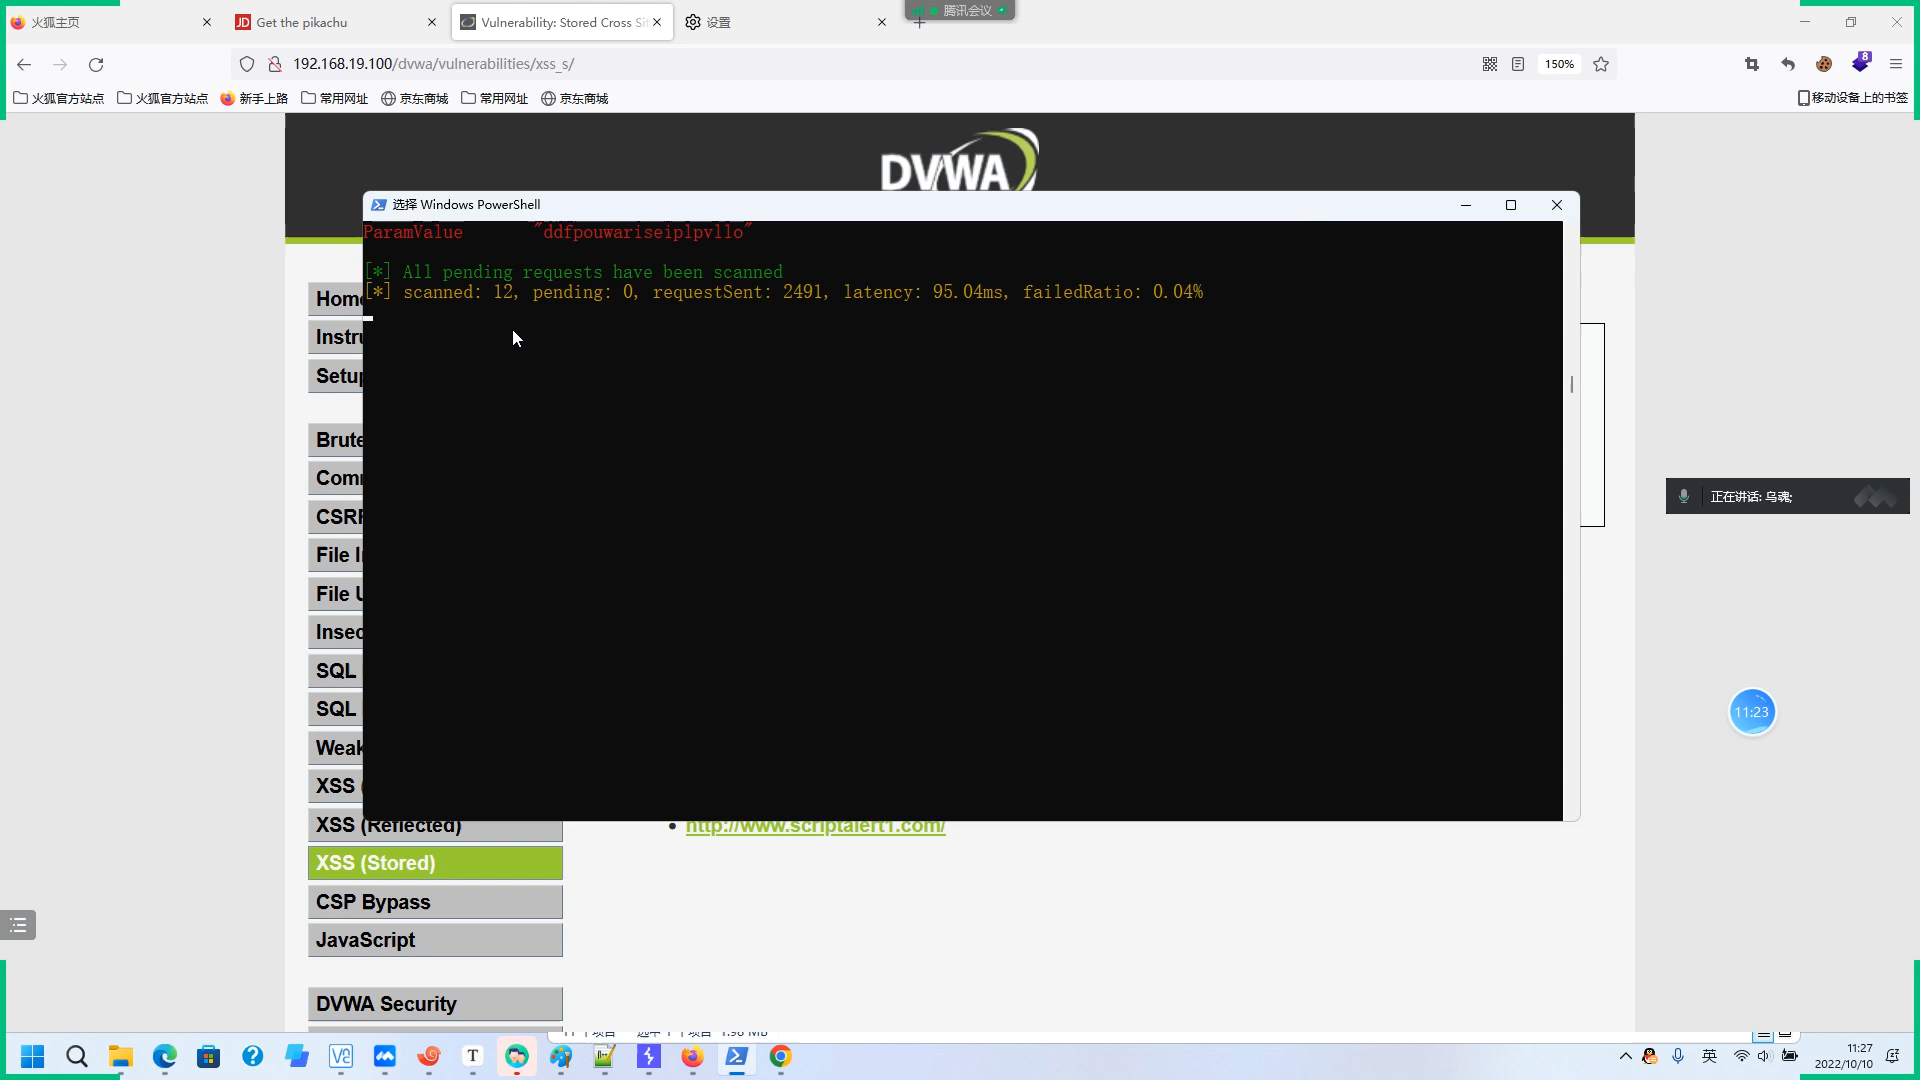 火狐主页
JD Get the pikachu
Vulnerability: Stored Cross Sit
设置
腾讯会议
192.168.19.100/dvwa/vulnerabilities/xss_s/
150%
8
火狐官方站点
火狐官方站点
新手上路
常用网址
京东商城
常用网址
京东商城
移动设备上的书签
DVWA
选择 Windows PowerShell
ParamValue "ddfpouwariseiplpvllo"
[*] All pending requests have been scanned
[*] scanned: 12, pending: 0, requestSent: 2491, latency: 95.04ms, failedRatio: 0.04%
Home
Instru
Setup
Brute
Com
CSRF
File I
File U
Insec
SQL
SQL
Weak
XSS (
XSS (Reflected)
XSS (Stored)
CSP Bypass
JavaScript
DVWA Security
http://www.scriptalert1.com/
正在讲话: 乌魂;
11:23
T
英
11:27
2022/10/10